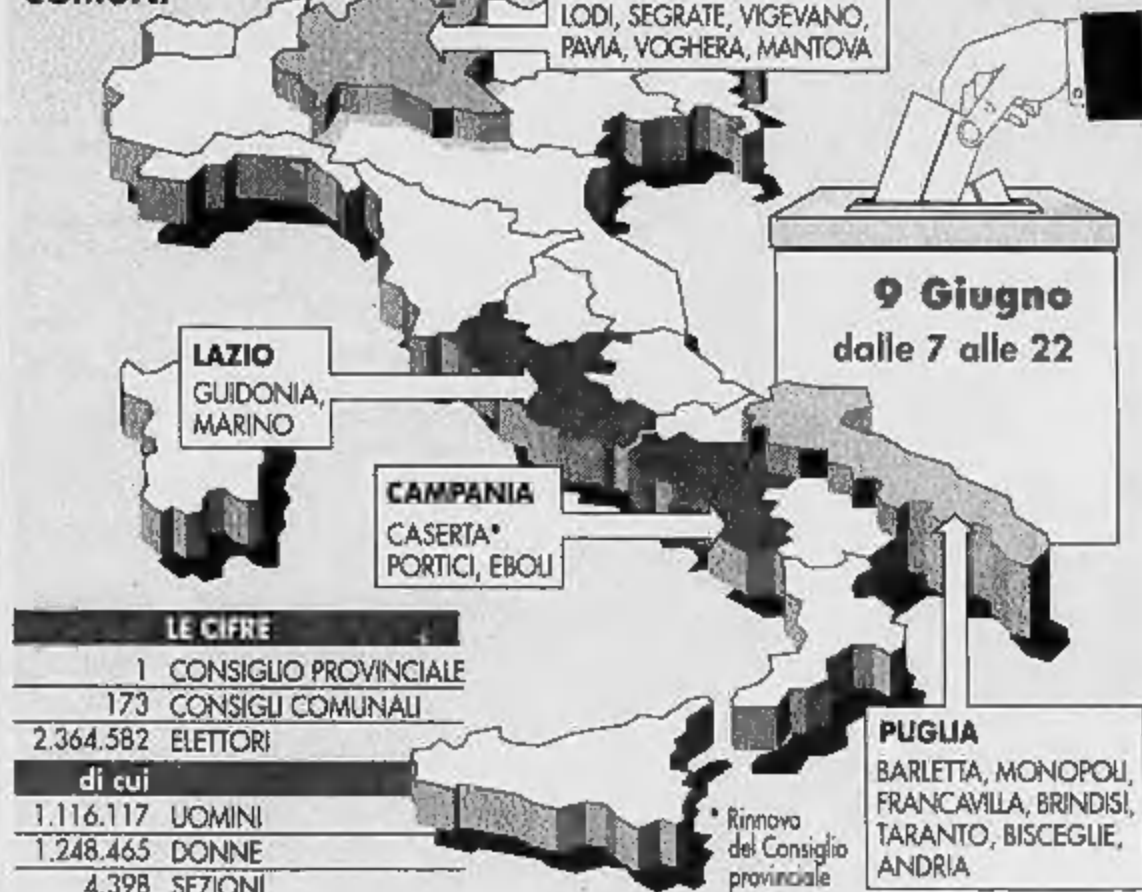 LODI, SEGRATE, VIGEVANO,
PAVIA, VOGHERA, MANTOVA
9 Giugno
dalle 7 alle 22
LAZIO
GUIDONIA,
MARINO
CAMPANIA
CASERTA*
PORTICI, EBOLI
LE CIFRE
1 CONSIGLIO PROVINCIALE
173 CONSIGLI COMUNALI
2.364.582 ELETTORI
di cui
1.116.117 UOMINI
1.248.465 DONNE
4.398 SEZIONI
* Rinnovo
del Consiglio
provinciale
PUGLIA
BARLETTA, MONOPOLI,
FRANCAVILLA, BRINDISI,
TARANTO, BISCEGLIE,
ANDRIA